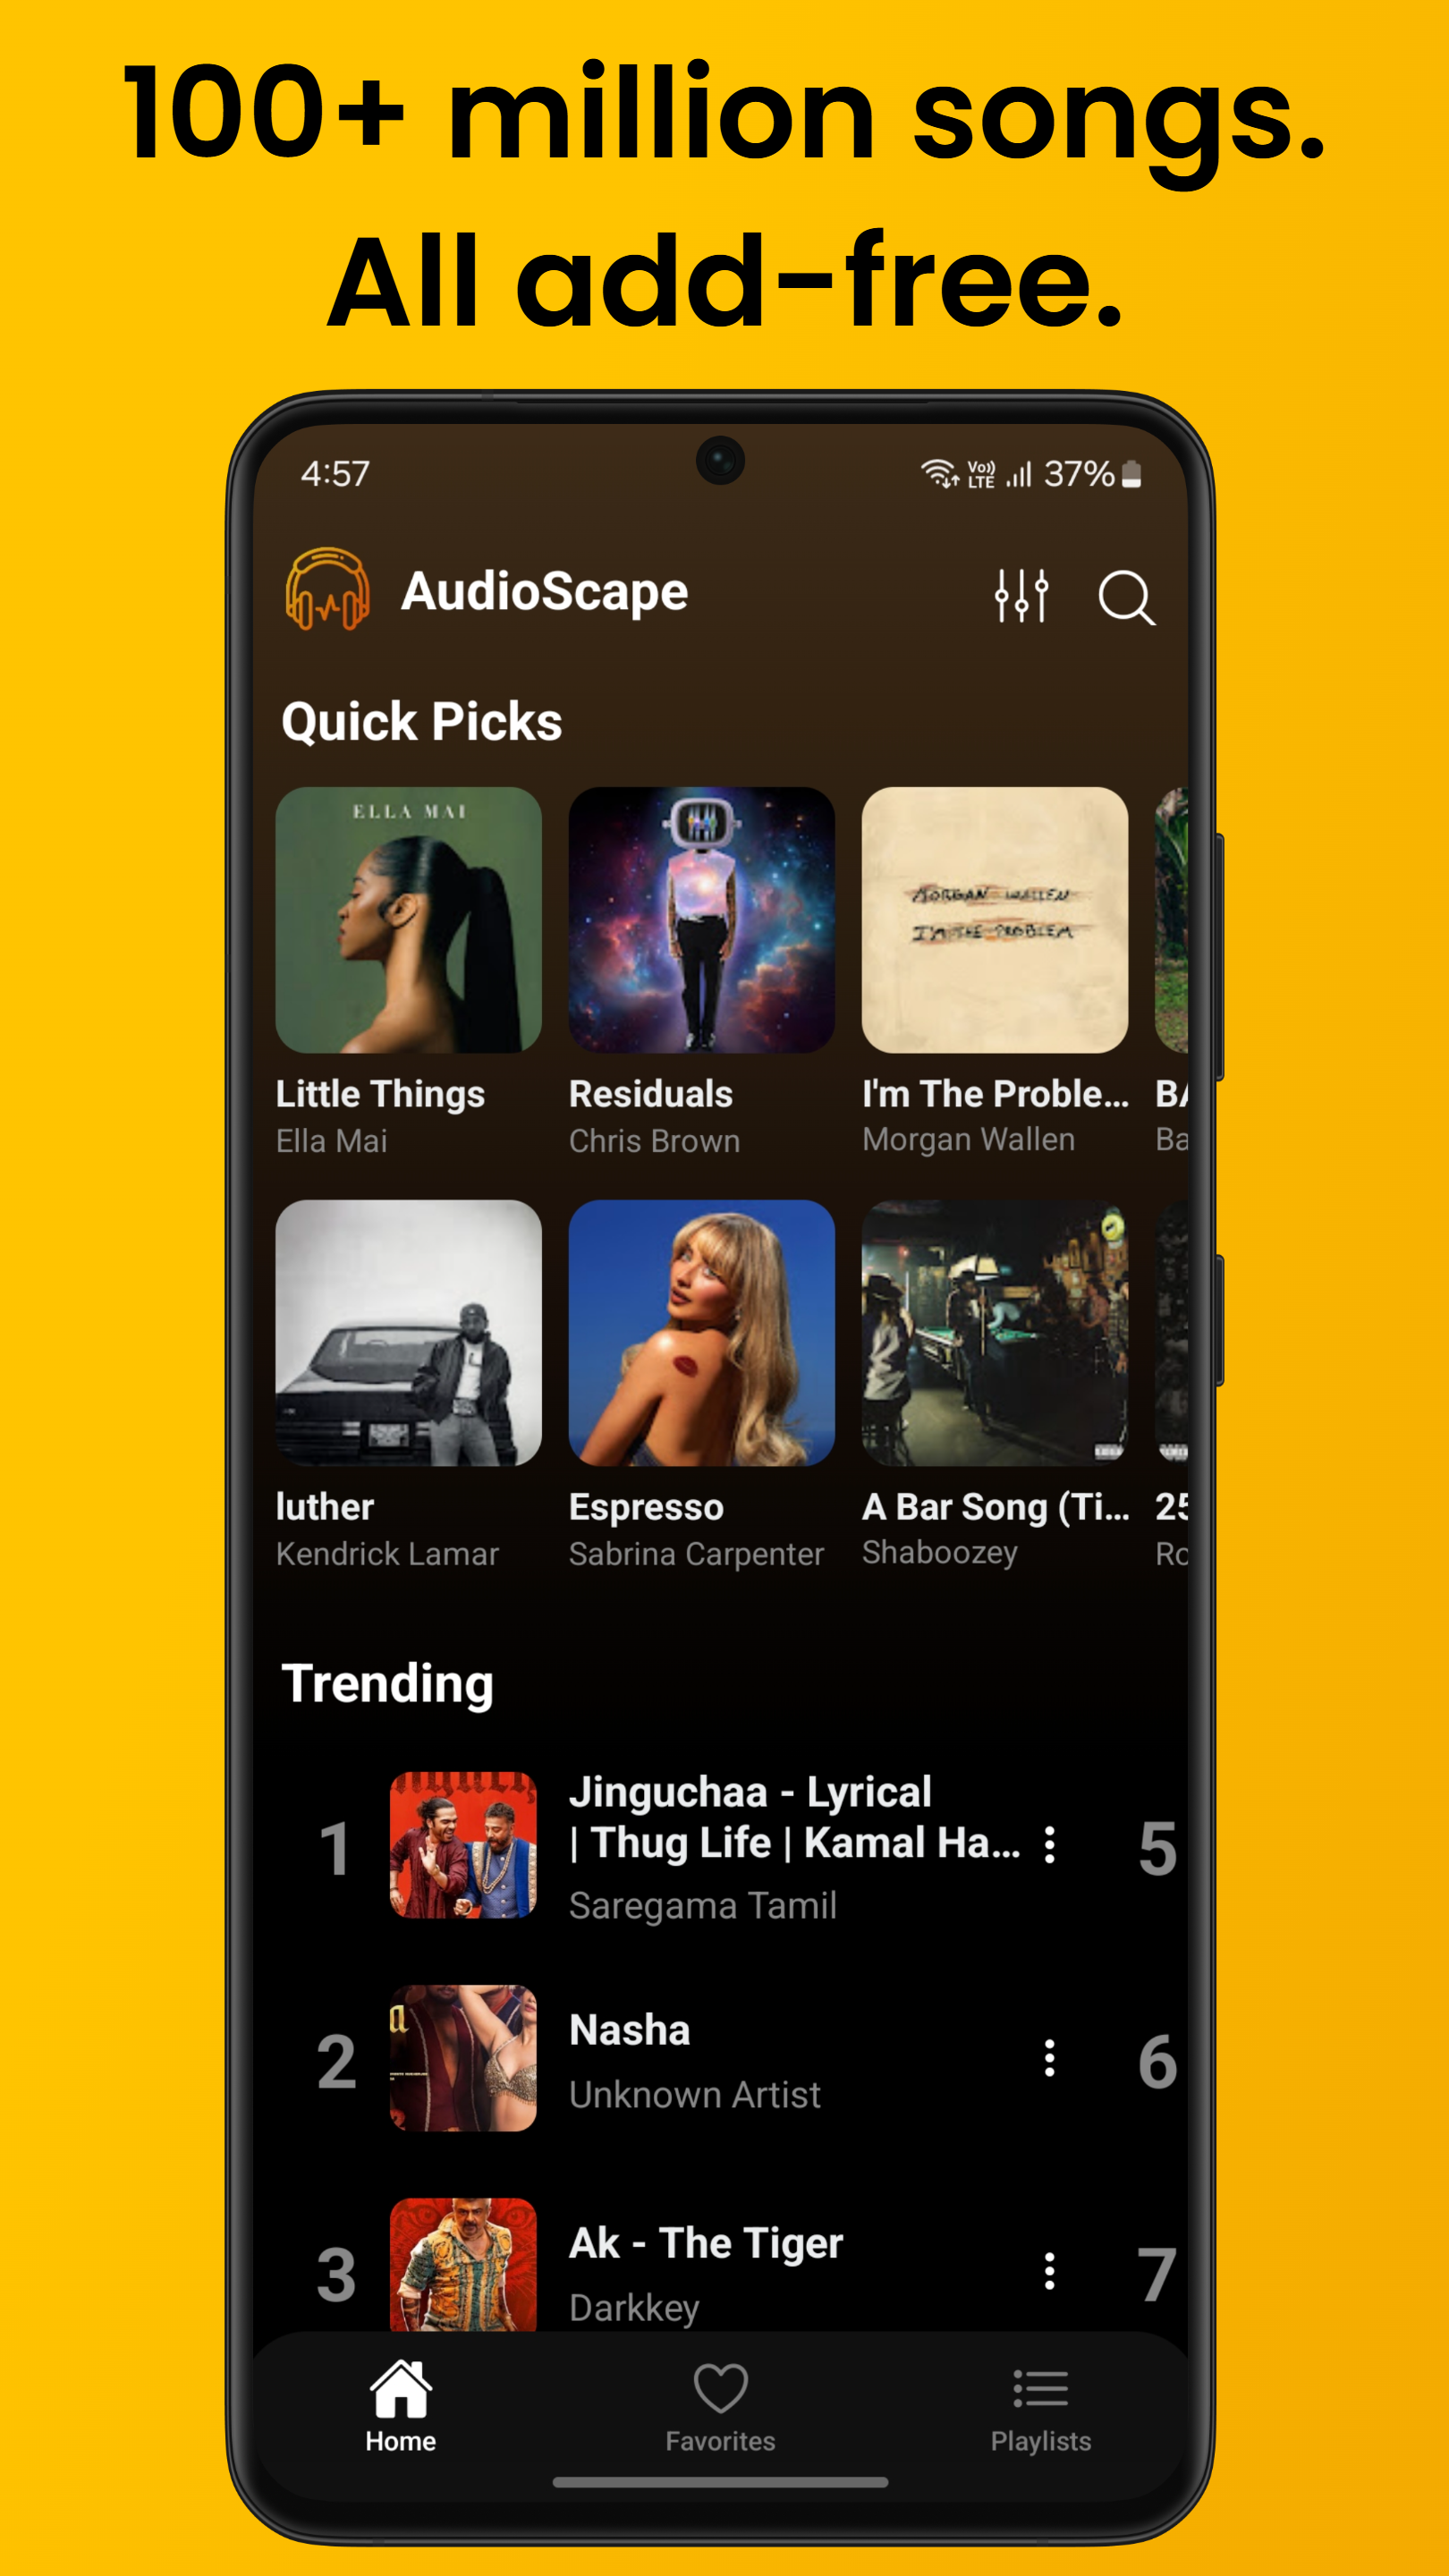 100+ million songs.
All add-free.
4:57
Vo))
LTE
37%
AudioScape
Quick Picks
ELLA MAI
MORGAN WALLEN
I'M THE PROBLEM
Little Things
Residuals
I'm The Proble...
BA
Ella Mai
Chris Brown
Morgan Wallen
Ba
luther
Espresso
A Bar Song (Ti...
25
Kendrick Lamar
Sabrina Carpenter
Shaboozey
Ro
Trending
1
Jinguchaa - Lyrical
| Thug Life | Kamal Ha...
Saregama Tamil
5
2
Nasha
Unknown Artist
6
3
Ak - The Tiger
Darkkey
7
Home
Favorites
Playlists